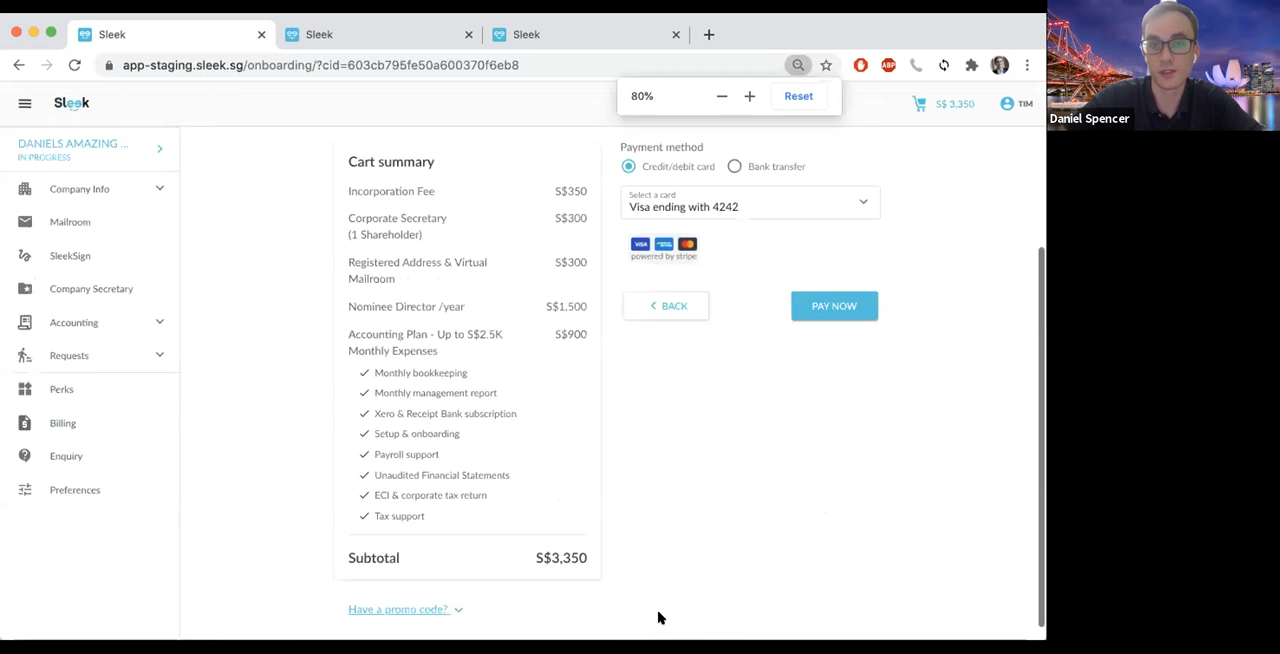 Sleek
Sleek
Sleek
app-staging.sleek.sg/onboarding/?cid=603cb795fe50a600370f6eb8
ABP
80%
Reset
Sleek
S$ 3,350
TIM
Daniel Spencer
DANIELS AMAZING ...
IN PROGRESS
Company Info
Mailroom
SleekSign
Company Secretary
Accounting
Requests
Perks
Billing
Enquiry
Preferences
Cart summary
Incorporation Fee S$350
Corporate Secretary S$300
(1 Shareholder)
Registered Address & Virtual S$300
Mailroom
Nominee Director /year S$1,500
Accounting Plan - Up to S$2.5K S$900
Monthly Expenses
Monthly bookkeeping
Monthly management report
Xero & Receipt Bank subscription
Setup & onboarding
Payroll support
Unaudited Financial Statements
ECI & corporate tax return
Tax support
Subtotal S$3,350
Have a promo code?
Payment method
Credit/debit card Bank transfer
Select a card
Visa ending with 4242
VISA
powered by stripe
BACK
PAY NOW